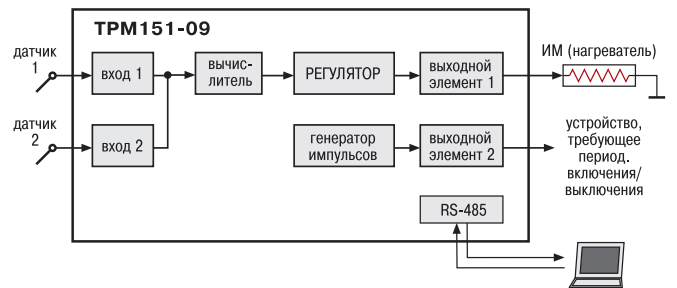 ТРМ151-09
датчик
1
вход 1
вычис-
литель
РЕГУЛЯТОР
выходной
элемент 1
ИМ (нагреватель)
датчик
2
вход 2
генератор
импульсов
выходной
элемент 2
устройство,
требующее
период.
включения/
выключения
RS-485